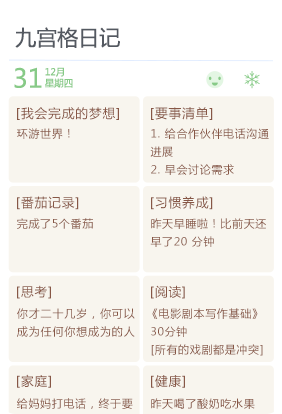 九宫格日记
31 12月
星期四
[我会完成的梦想]
环游世界！
[要事清单]
1. 给合作伙伴电话沟通
进展
2. 早会讨论需求
[番茄记录]
完成了5个番茄
[习惯养成]
昨天早睡啦！比前天还
早了20 分钟
[思考]
你才二十几岁，你可以
成为任何你想成为的人
[阅读]
《电影剧本写作基础》
30分钟
[所有的戏剧都是冲突]
[家庭]
给妈妈打电话，终于要
[健康]
昨天喝了酸奶吃水果